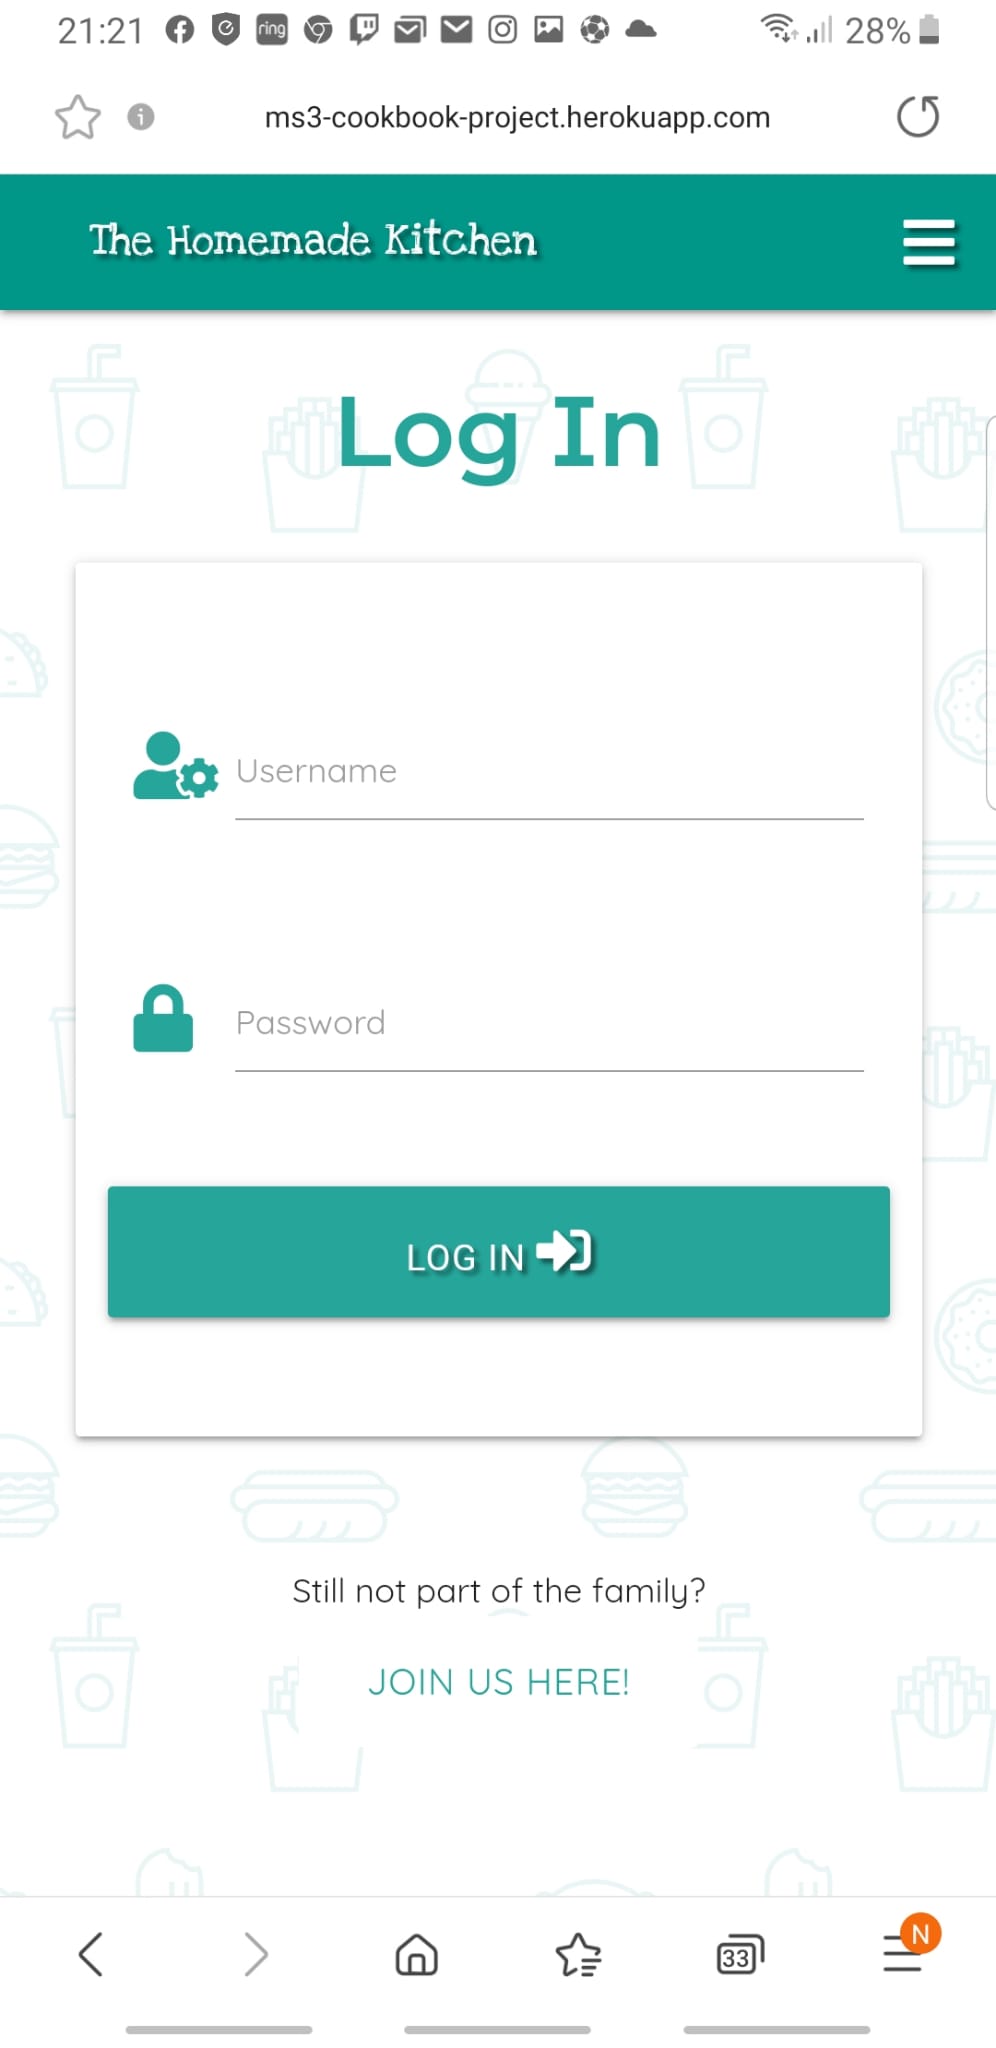 21:21 ring 28%
ms3-cookbook-project.herokuapp.com
The Homemade Kitchen
Log In
Username
Password
LOG IN
Still not part of the family?
JOIN US HERE!
33 N